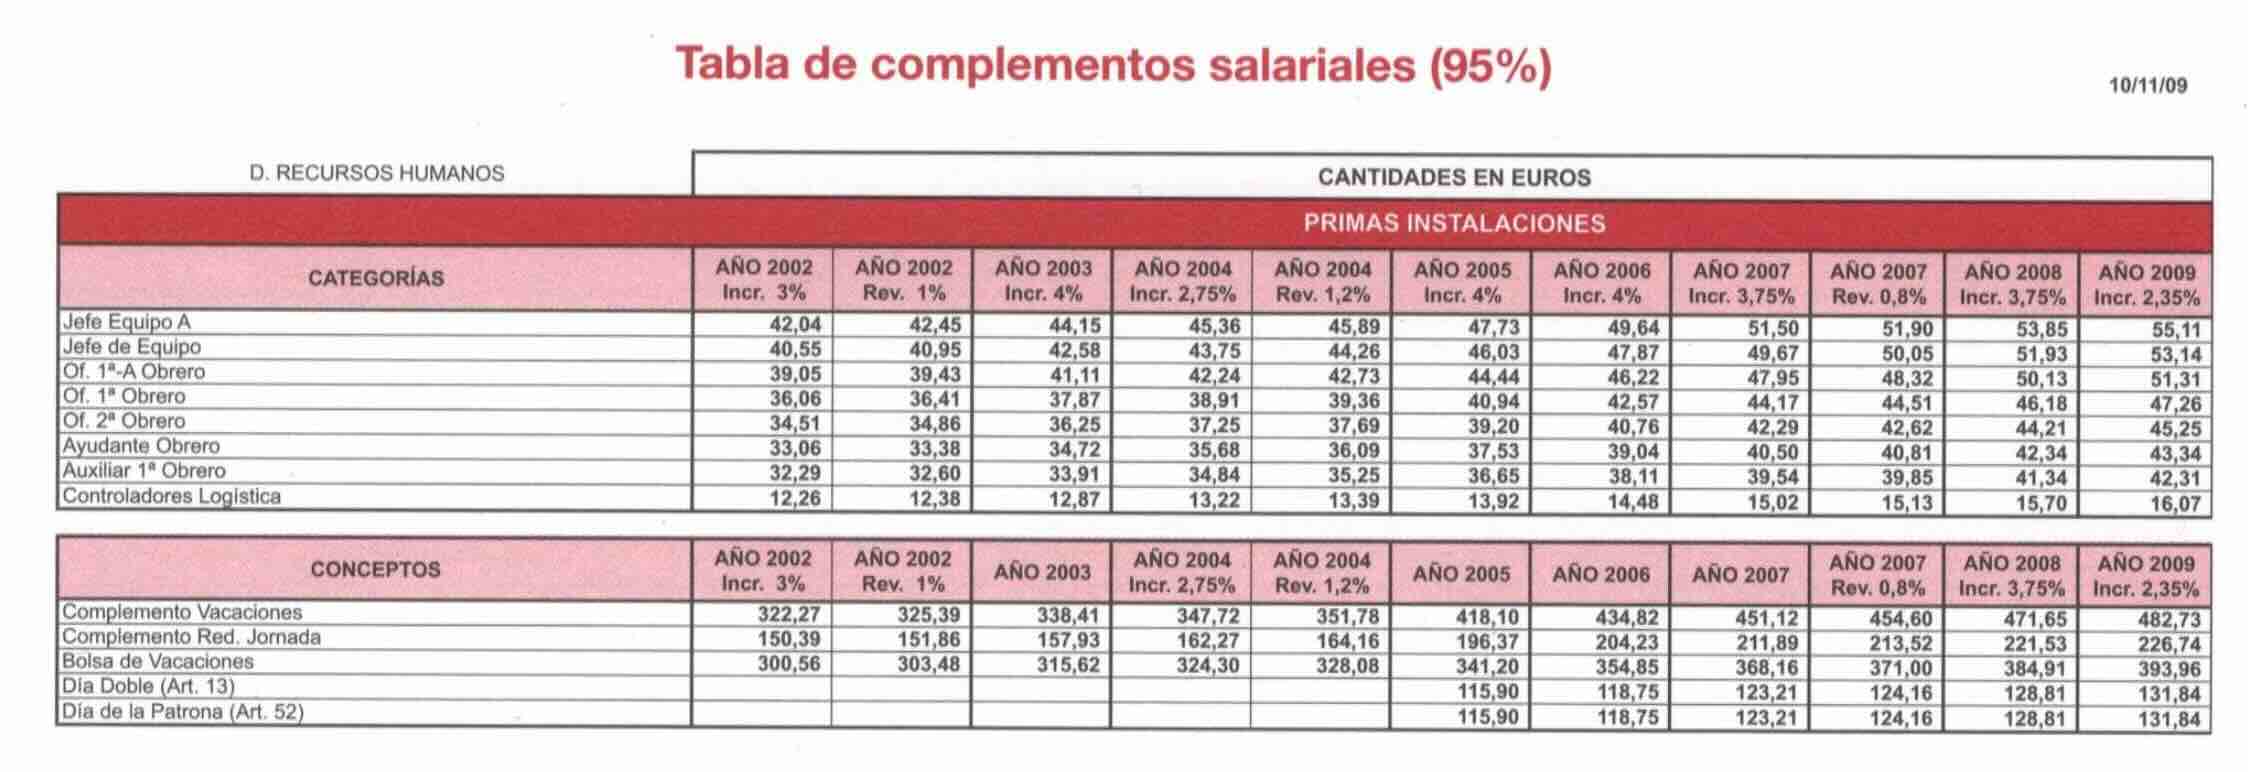 Tabla de complementos salariales (95%)
10/11/09
D. RECURSOS HUMANOS
CANTIDADES EN EUROS
PRIMAS INSTALACIONES
CATEGORÍAS AÑO 2002 Incr. 3% AÑO 2002 Rev. 1% AÑO 2003 Incr. 4% AÑO 2004 Incr. 2,75% AÑO 2004 Rev. 1,2% AÑO 2005 Incr. 4% AÑO 2006 Incr. 4% AÑO 2007 Incr. 3,75% AÑO 2007 Rev. 0,8% AÑO 2008 Incr. 3,75% AÑO 2009 Incr. 2,35%
Jefe Equipo A 42,04 42,45 44,15 45,36 45,89 47,73 49,64 51,50 51,90 53,85 55,11
Jefe de Equipo 40,55 40,95 42,58 43,75 44,26 46,03 47,87 49,67 50,05 51,93 53,14
Of. 1ª-A Obrero 39,05 39,43 41,11 42,24 42,73 44,44 46,22 47,95 48,32 50,13 51,31
Of. 1ª Obrero 36,06 36,41 37,87 38,91 39,36 40,94 42,57 44,17 44,51 46,18 47,26
Of. 2ª Obrero 34,51 34,86 36,25 37,25 37,69 39,20 40,76 42,29 42,62 44,21 45,25
Ayudante Obrero 33,06 33,38 34,72 35,68 36,09 37,53 39,04 40,50 40,81 42,34 43,34
Auxiliar 1ª Obrero 32,29 32,60 33,91 34,84 35,25 36,65 38,11 39,54 39,85 41,34 42,31
Controladores Logística 12,26 12,38 12,87 13,22 13,39 13,92 14,48 15,02 15,13 15,70 16,07
CONCEPTOS AÑO 2002 Incr. 3% AÑO 2002 Rev. 1% AÑO 2003 AÑO 2004 Incr. 2,75% AÑO 2004 Rev. 1,2% AÑO 2005 AÑO 2006 AÑO 2007 AÑO 2007 Rev. 0,8% AÑO 2008 Incr. 3,75% AÑO 2009 Incr. 2,35%
Complemento Vacaciones 322,27 325,39 338,41 347,72 351,78 418,10 434,82 451,12 454,60 471,65 482,73
Complemento Red. Jornada 150,39 151,86 157,93 162,27 164,16 196,37 204,23 211,89 213,52 221,53 226,74
Bolsa de Vacaciones 300,56 303,48 315,62 324,30 328,08 341,20 354,85 368,16 371,00 384,91 393,96
Día Doble (Art. 13) 115,90 118,75 123,21 124,16 128,81 131,84
Día de la Patrona (Art. 52) 115,90 118,75 123,21 124,16 128,81 131,84